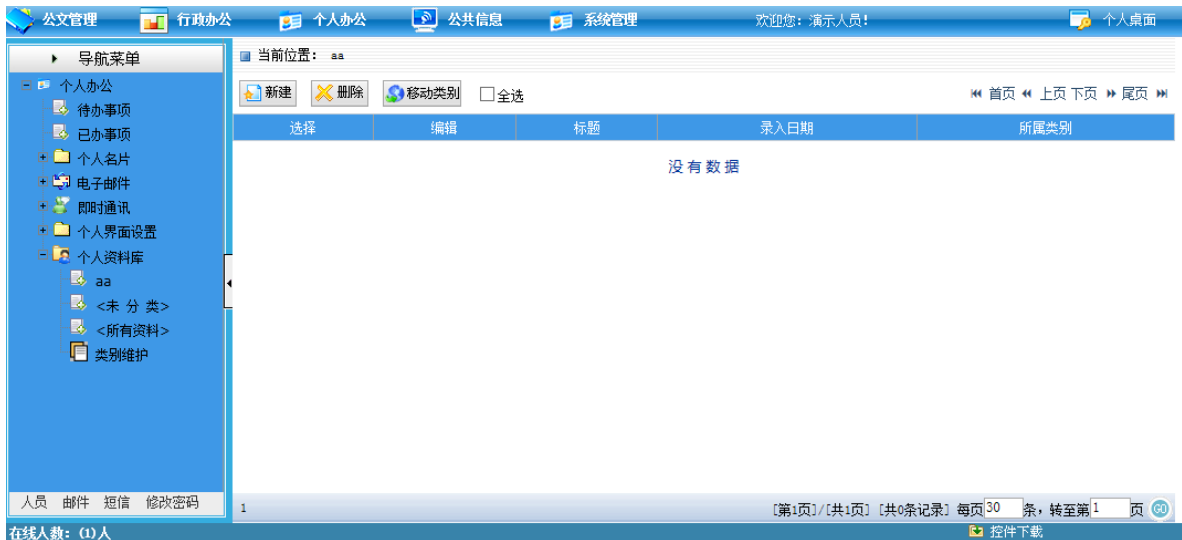 公文管理 行政办公 个人办公 公共信息 系统管理 欢迎您：演示人员！ 个人桌面
导航菜单
个人办公
待办事项
已办事项
个人名片
电子邮件
即时通讯
个人界面设置
个人资料库
aa
<未 分 类>
<所有资料>
类别维护
人员 邮件 短信 修改密码
当前位置： aa
新建 删除 移动类别 全选 首页 上页 下页 尾页
选择 编辑 标题 录入日期 所属类别
没有数据
1 [第1页]/[共1页] [共0条记录] 每页30 条，转至第1 页 GO
在线人数：(1)人 控件下载